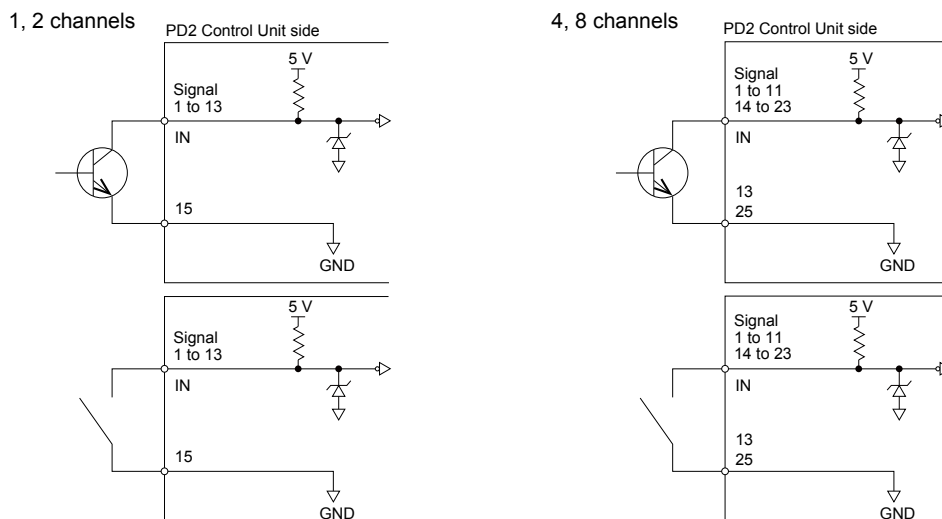 1, 2 channels
PD2 Control Unit side
5 V
Signal
1 to 13
IN
15
GND
5 V
Signal
1 to 13
IN
15
GND
4, 8 channels
PD2 Control Unit side
5 V
Signal
1 to 11
14 to 23
IN
13
25
GND
5 V
Signal
1 to 11
14 to 23
IN
13
25
GND